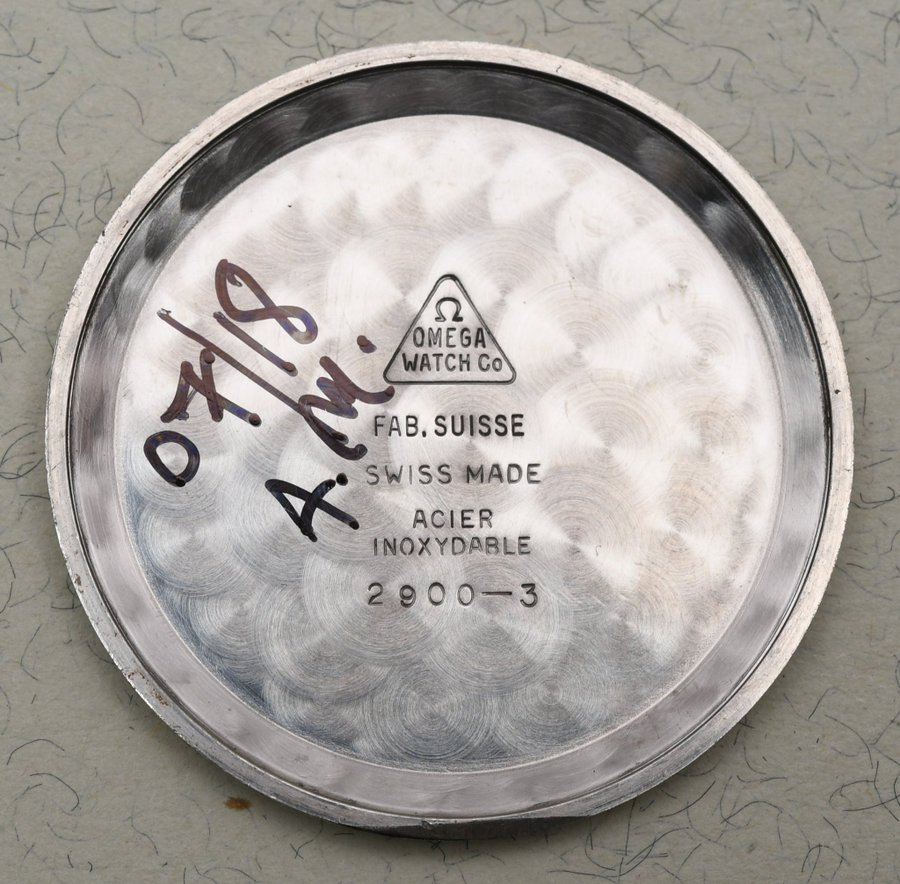 Ω
OMEGA
WATCH Co
FAB. SUISSE
SWISS MADE
ACIER
INOXYDABLE
2900-3
07/18
A.M.